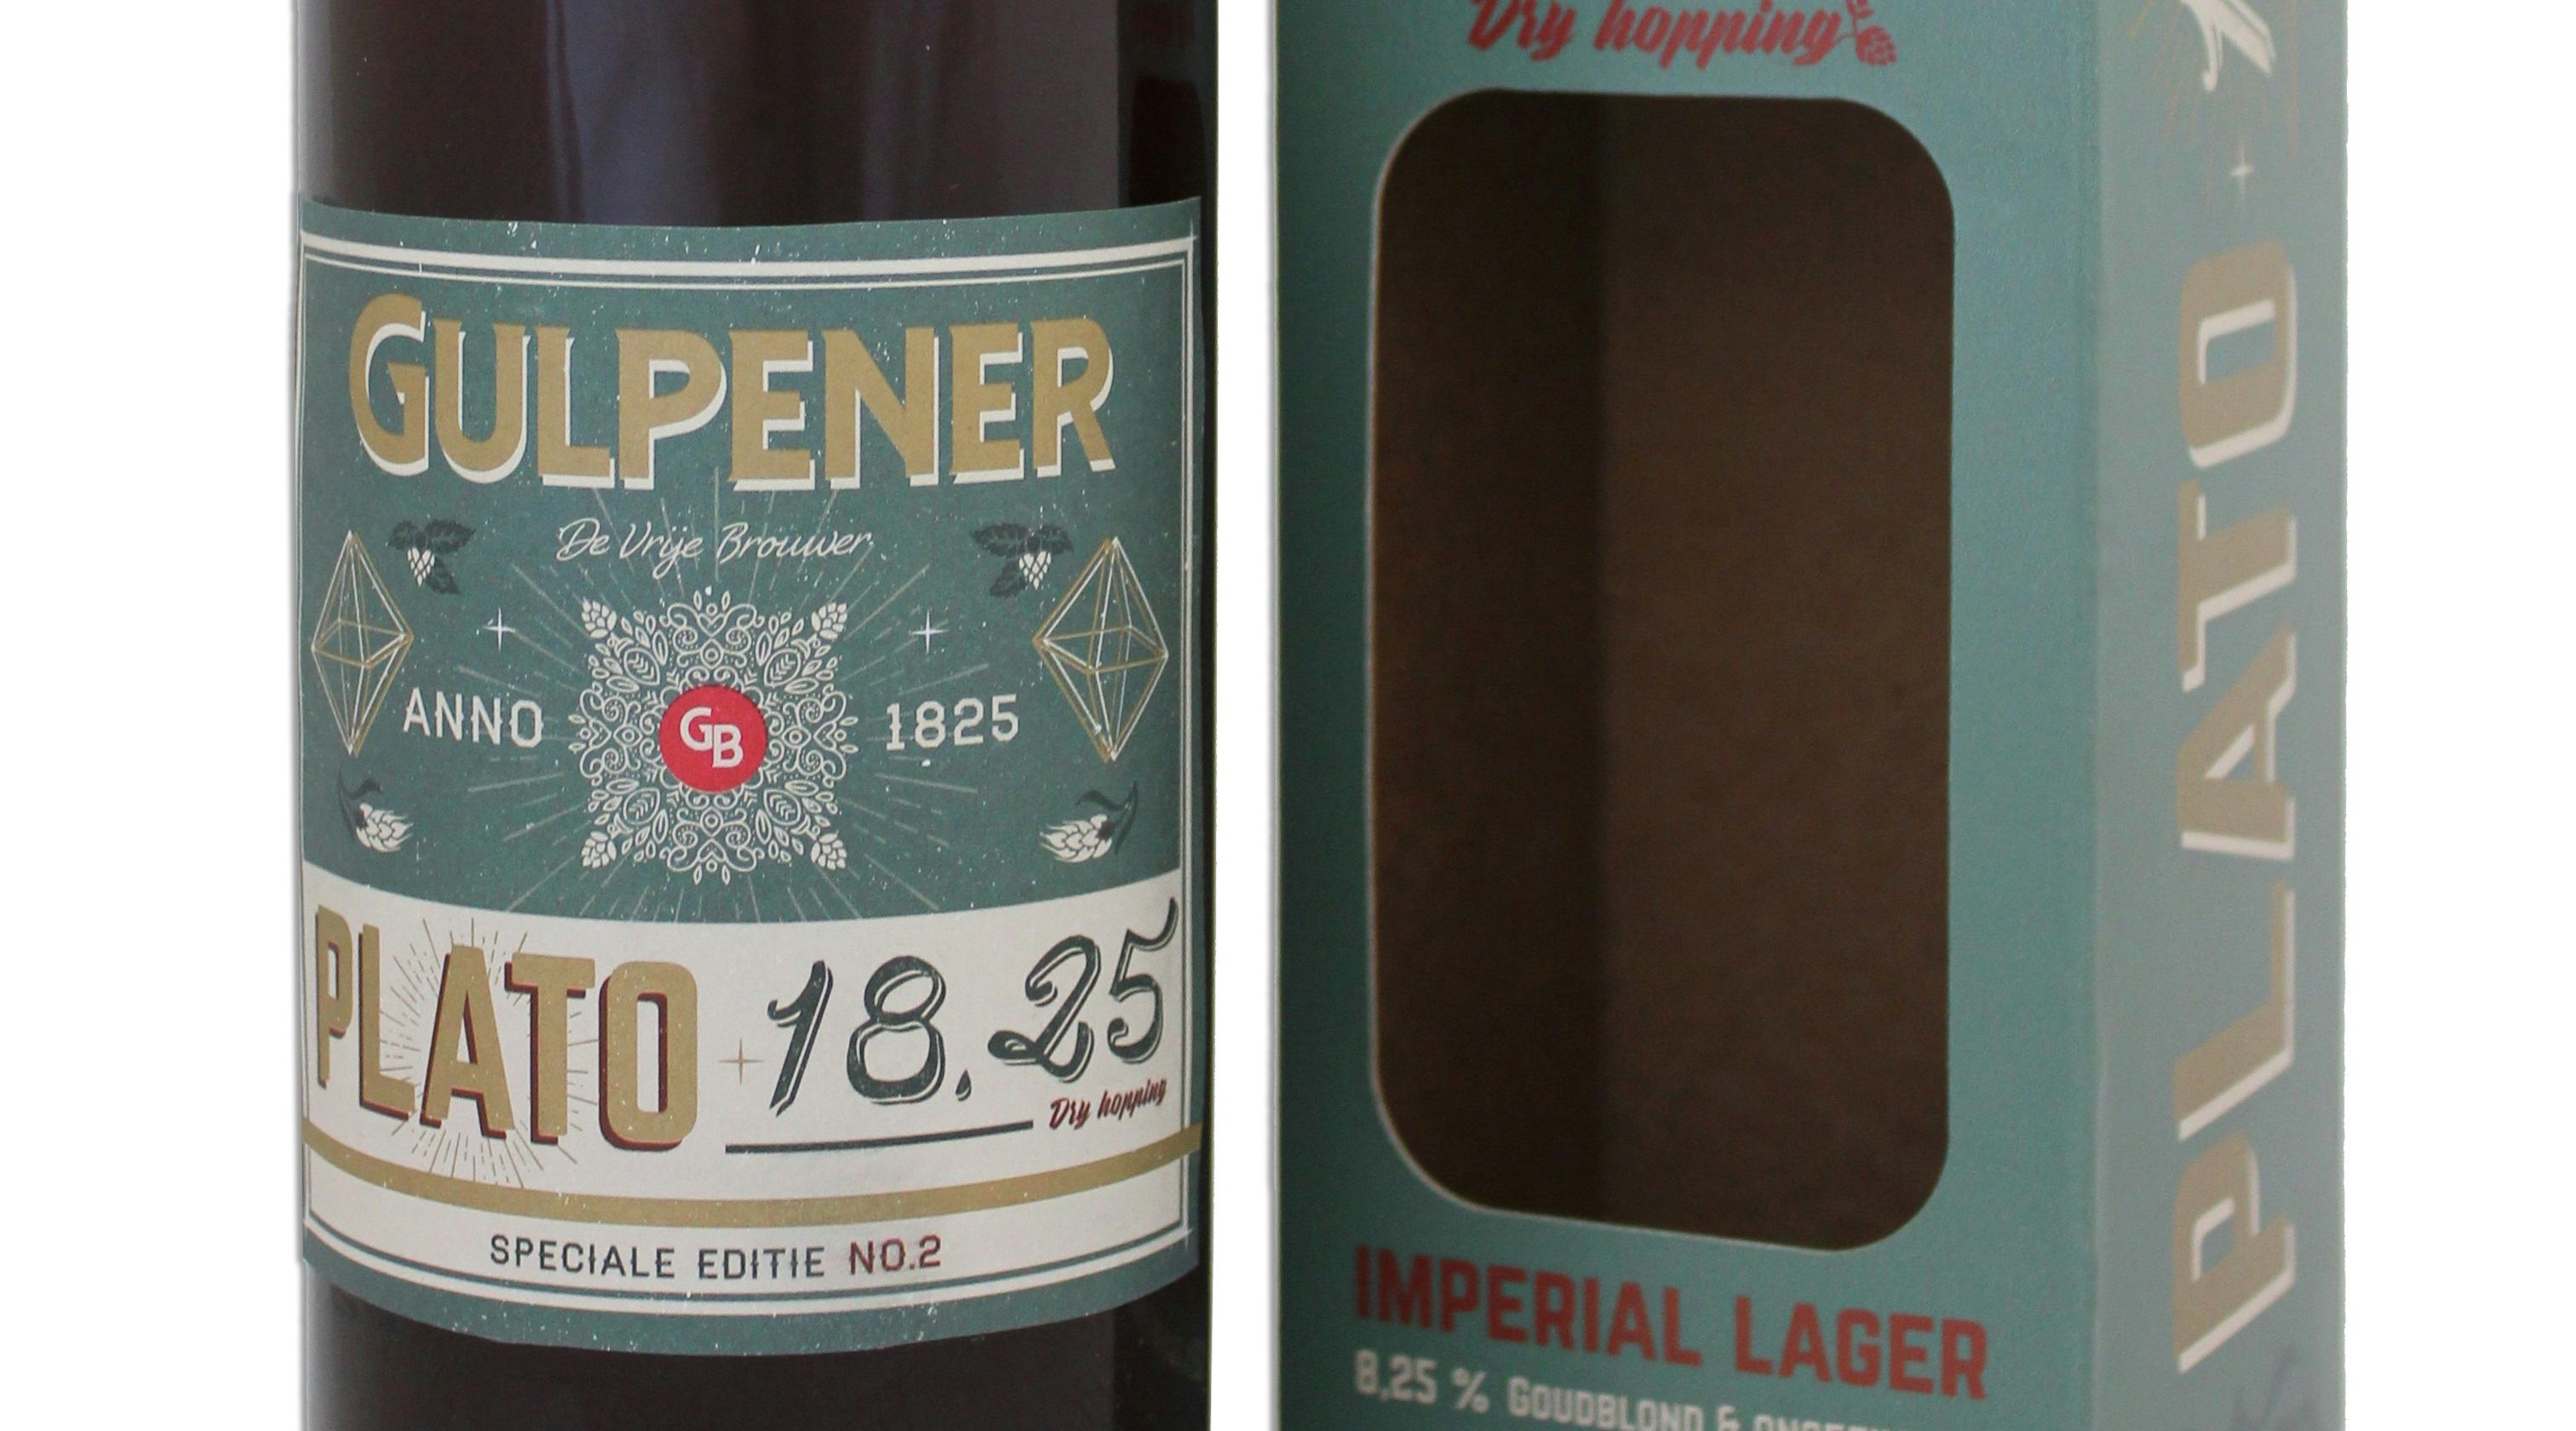 GULPENER
De Vrije Brouwer
ANNO
1825
GB
PLATO 18.25
Dry hopping
SPECIALE EDITIE NO.2
Dry hopping
IMPERIAL LAGER
8,25 % GOUDBLOND &
PLATO